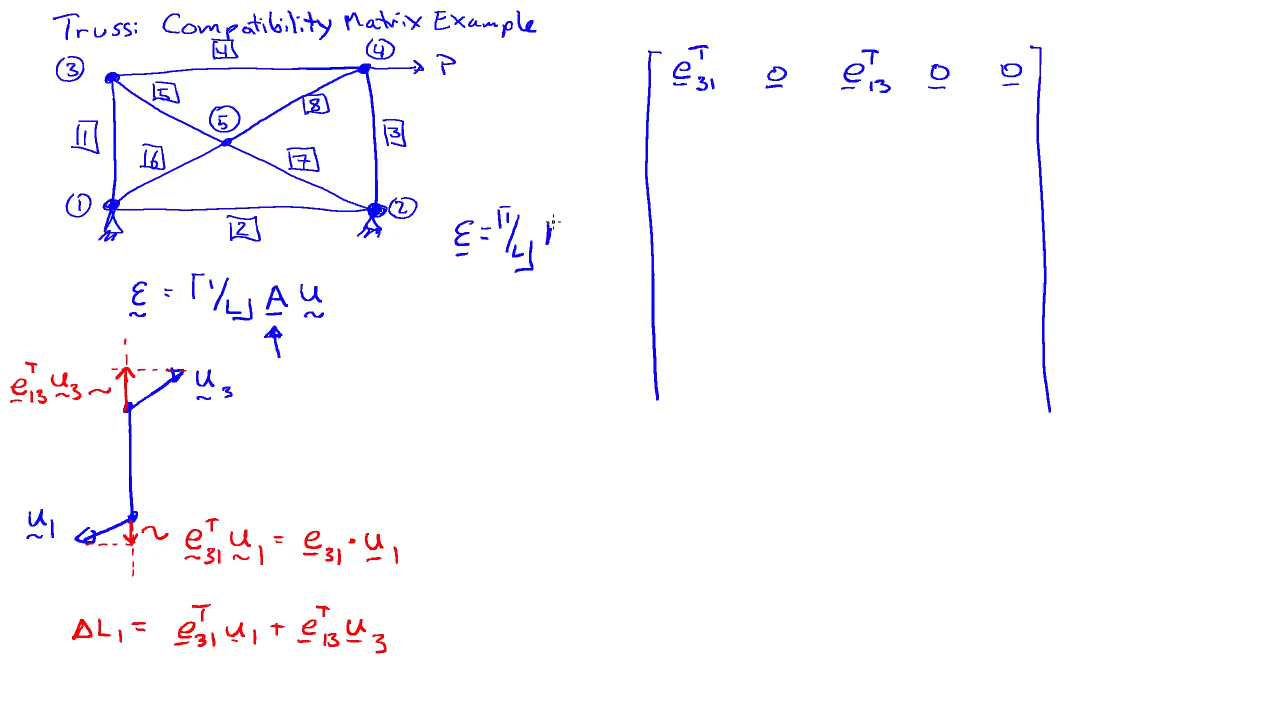 Truss: Compatibility Matrix Example
4
③ ④ P
5 8
⑤
1 3
6 7
① ②
2
ε = ⌈1/L⌋ A u
ε = ⌈1/L⌋
e₁₃ᵀ u₃ ~
u₃
u₁
~ e₃₁ᵀ u₁ = e₃₁ · u₁
ΔL₁ = e₃₁ᵀ u₁ + e₁₃ᵀ u₃
e₃₁ᵀ 0 e₁₃ᵀ 0 0